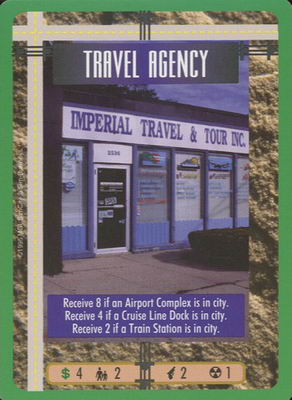 TRAVEL AGENCY
IMPERIAL TRAVEL & TOUR INC.
2536
Receive 8 if an Airport Complex is in city.
Receive 4 if a Cruise Line Dock is in city.
Receive 2 if a Train Station is in city.
$ 4 2 2 1